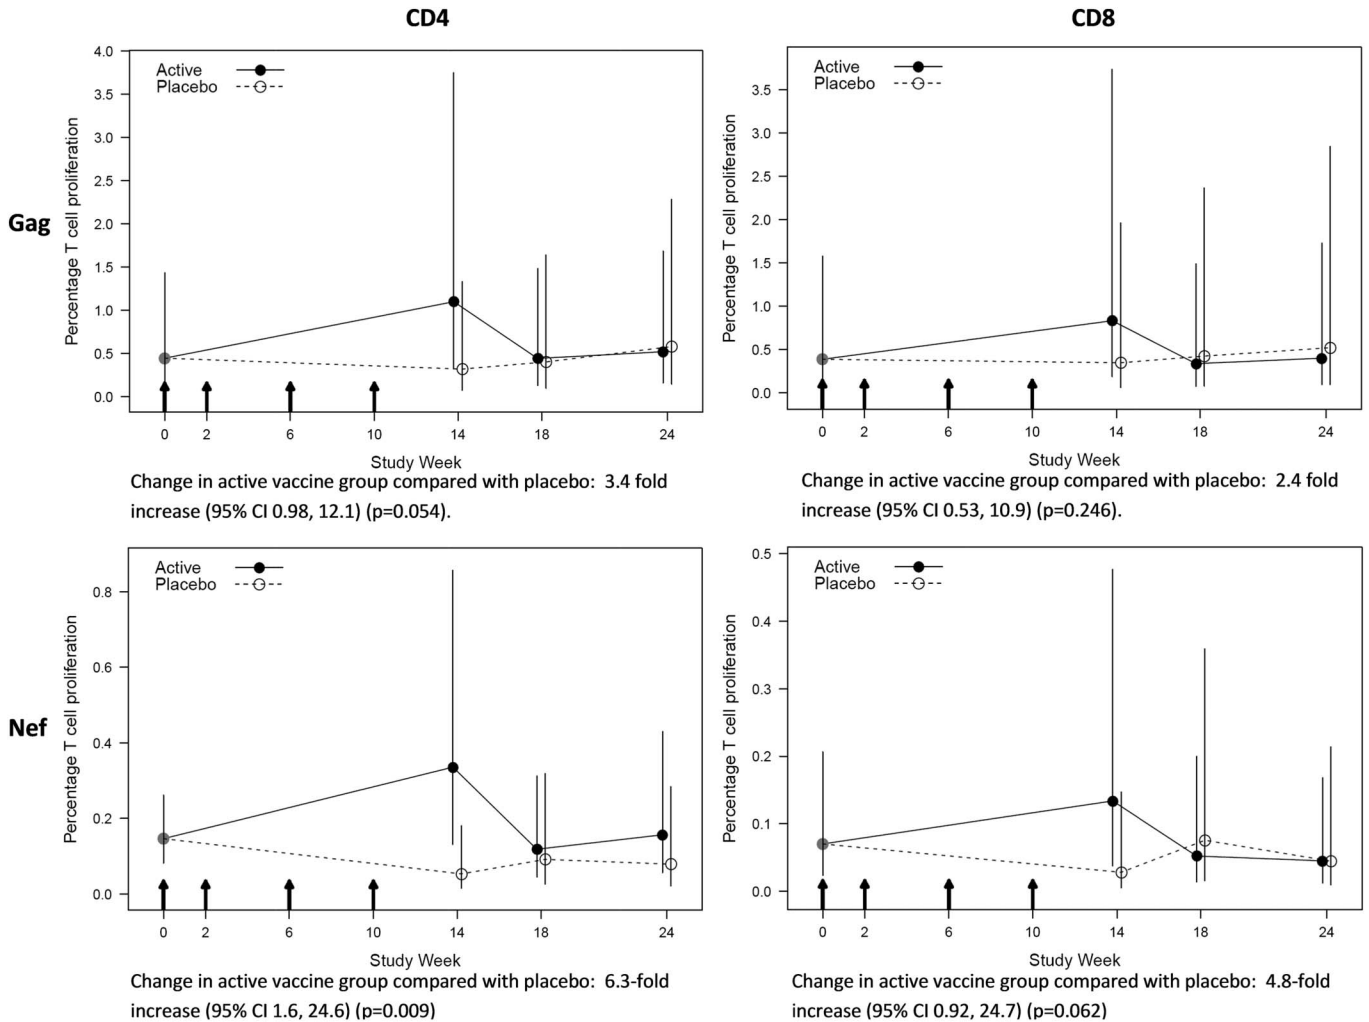 CD4
CD8
Gag
Active
Placebo
Percentage T cell proliferation
4.0
3.5
3.0
2.5
2.0
1.5
1.0
0.5
0.0
0 2 6 10 14 18 24
Study Week
Change in active vaccine group compared with placebo: 3.4 fold
increase (95% CI 0.98, 12.1) (p=0.054).
Active
Placebo
Percentage T cell proliferation
3.5
3.0
2.5
2.0
1.5
1.0
0.5
0.0
0 2 6 10 14 18 24
Study Week
Change in active vaccine group compared with placebo: 2.4 fold
increase (95% CI 0.53, 10.9) (p=0.246).
Nef
Active
Placebo
Percentage T cell proliferation
0.8
0.6
0.4
0.2
0.0
0 2 6 10 14 18 24
Study Week
Change in active vaccine group compared with placebo: 6.3-fold
increase (95% CI 1.6, 24.6) (p=0.009)
Active
Placebo
Percentage T cell proliferation
0.5
0.4
0.3
0.2
0.1
0.0
0 2 6 10 14 18 24
Study Week
Change in active vaccine group compared with placebo: 4.8-fold
increase (95% CI 0.92, 24.7) (p=0.062)